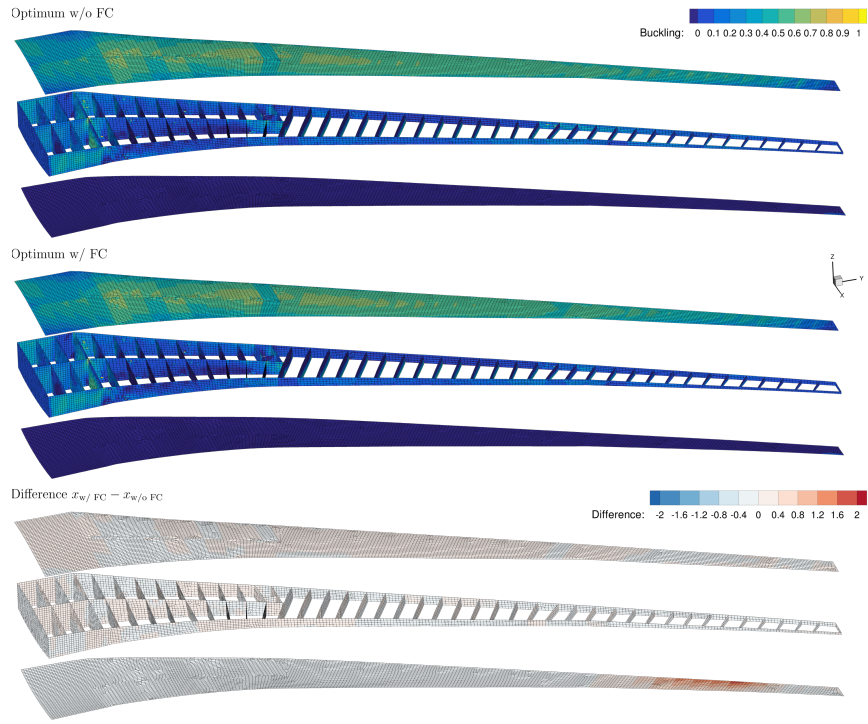 Optimum w/o FC
Buckling: 0 0.1 0.2 0.3 0.4 0.5 0.6 0.7 0.8 0.9 1
Optimum w/ FC
Z
Y
X
Difference x w/ FC − x w/o FC
Difference: -2 -1.6 -1.2 -0.8 -0.4 0 0.4 0.8 1.2 1.6 2